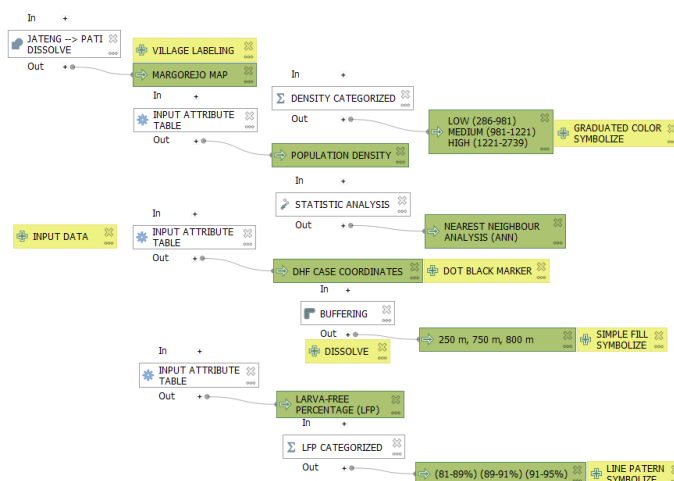 In +
JATENG --> PATI
DISSOLVE
Out +
VILLAGE LABELING
MARGOREJO MAP
In +
INPUT ATTRIBUTE
TABLE
Out +
In +
DENSITY CATEGORIZED
Out +
LOW (286-981)
MEDIUM (981-1221)
HIGH (1221-2739)
GRADUATED COLOR
SYMBOLIZE
POPULATION DENSITY
In +
STATISTIC ANALYSIS
Out +
NEAREST NEIGHBOUR
ANALYSIS (ANN)
INPUT DATA
In +
INPUT ATTRIBUTE
TABLE
Out +
DHF CASE COORDINATES
DOT BLACK MARKER
In +
BUFFERING
Out +
DISSOLVE
250 m, 750 m, 800 m
SIMPLE FILL
SYMBOLIZE
In +
INPUT ATTRIBUTE
TABLE
Out +
LARVA-FREE
PERCENTAGE (LFP)
In +
LFP CATEGORIZED
Out +
(81-89%) (89-91%) (91-95%)
LINE PATERN
SYMBOLIZE